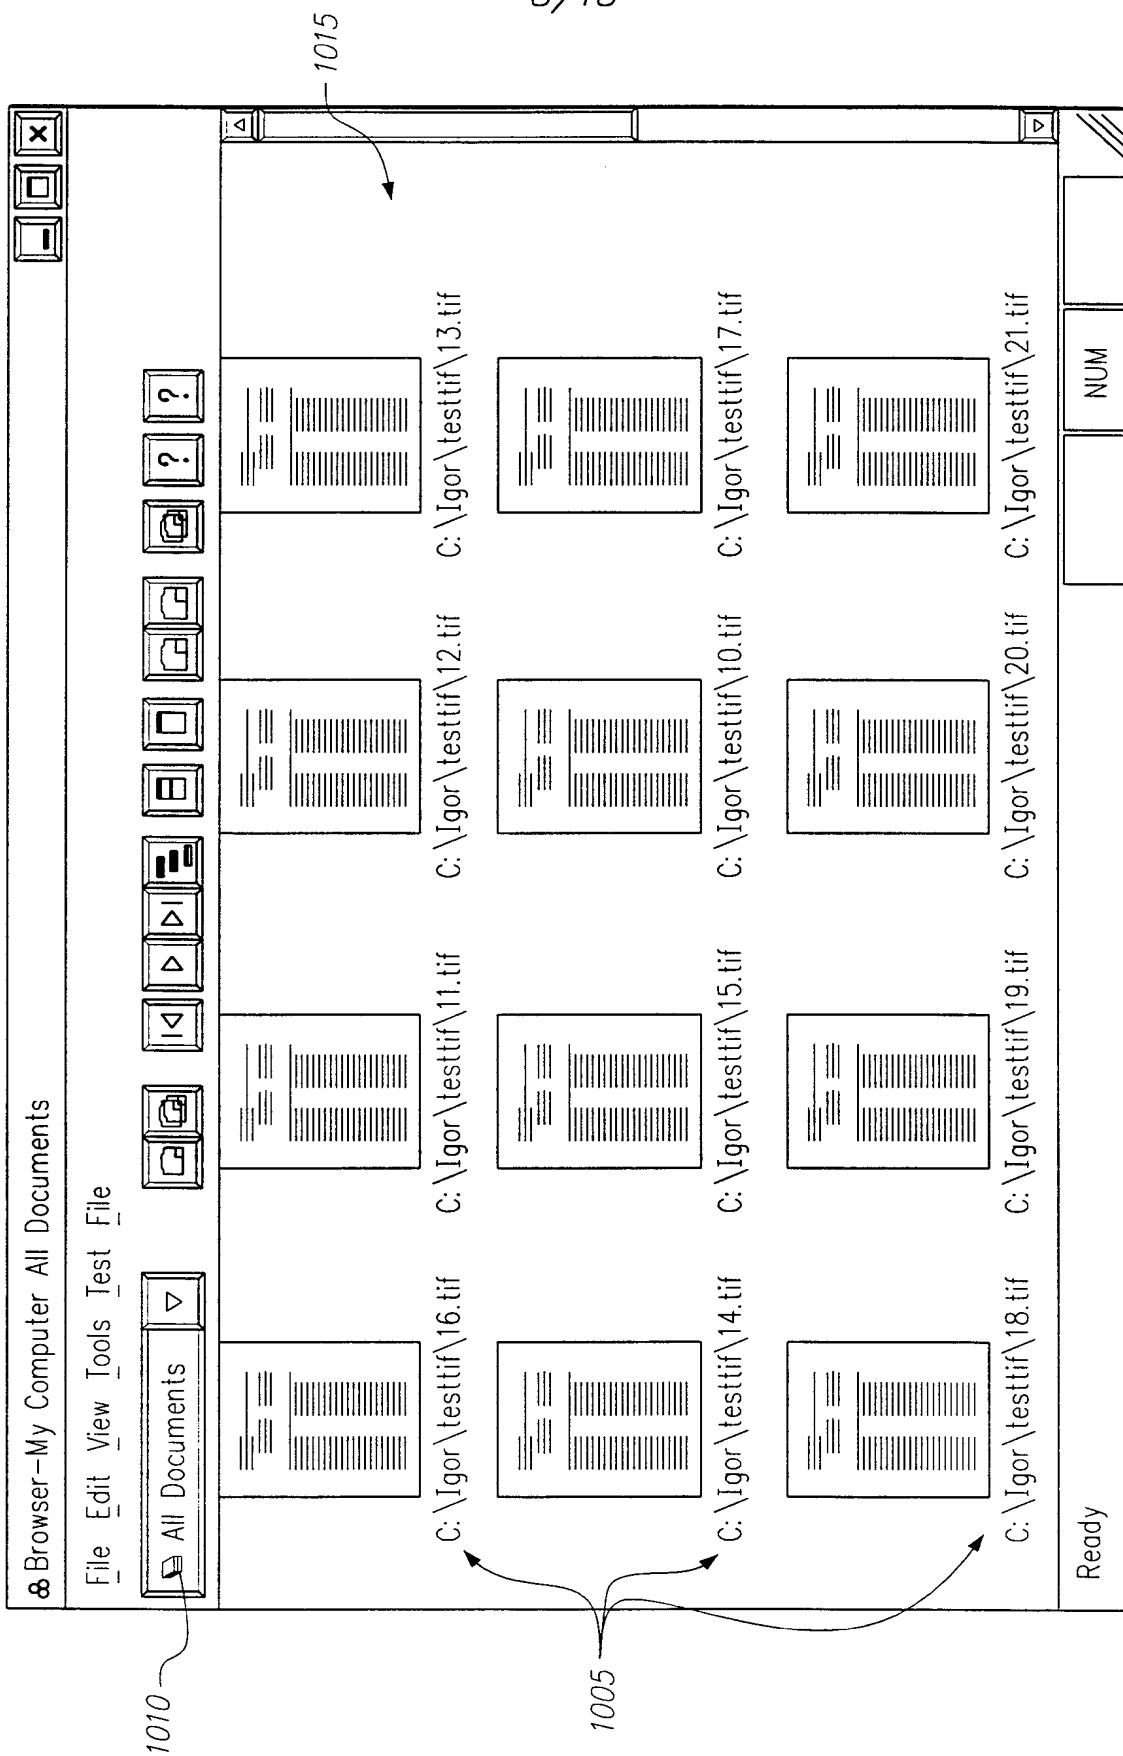 1015
Browser-My Computer All Documents
File Edit View Tools Test File
1010
All Documents
? ?
C:\Igor\testtif\16.tif C:\Igor\testtif\11.tif C:\Igor\testtif\12.tif C:\Igor\testtif\13.tif
1005
C:\Igor\testtif\14.tif C:\Igor\testtif\15.tif C:\Igor\testtif\10.tif C:\Igor\testtif\17.tif
C:\Igor\testtif\18.tif C:\Igor\testtif\19.tif C:\Igor\testtif\20.tif C:\Igor\testtif\21.tif
Ready NUM